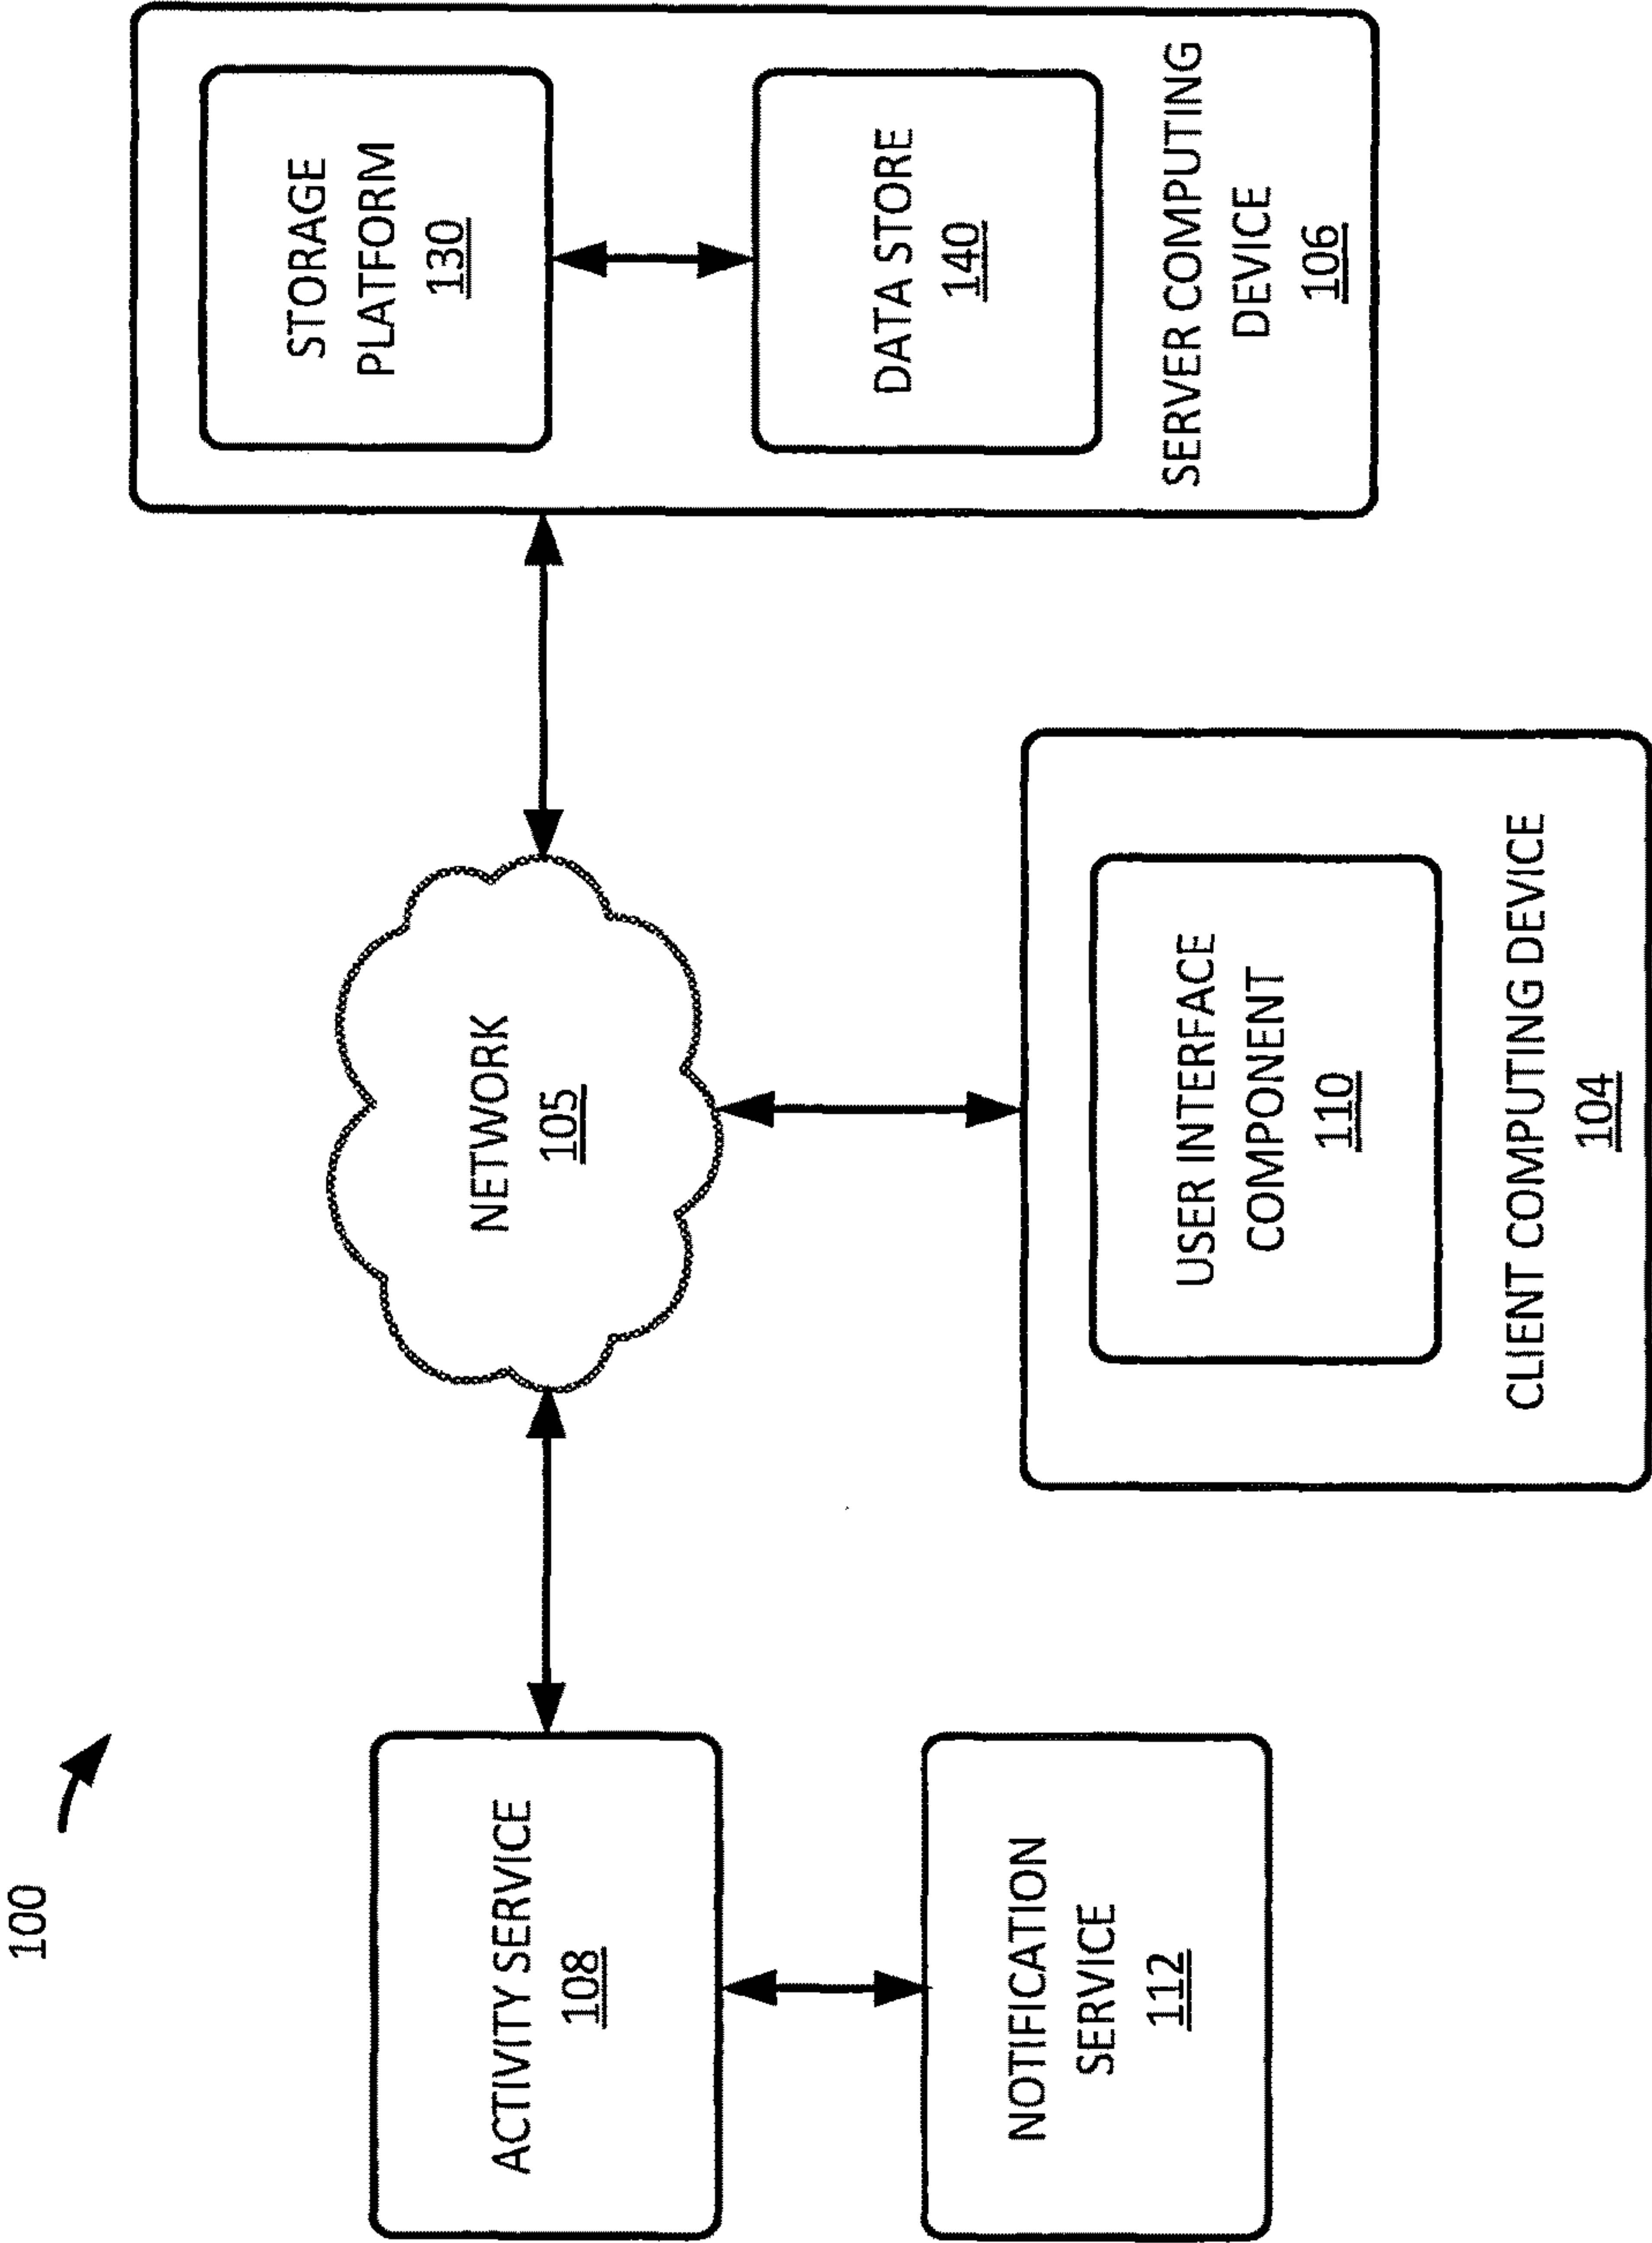 100
ACTIVITY SERVICE
108
NOTIFICATION
SERVICE
112
NETWORK
105
USER INTERFACE
COMPONENT
110
CLIENT COMPUTING DEVICE
104
STORAGE
PLATFORM
130
DATA STORE
140
SERVER COMPUTING
DEVICE
106